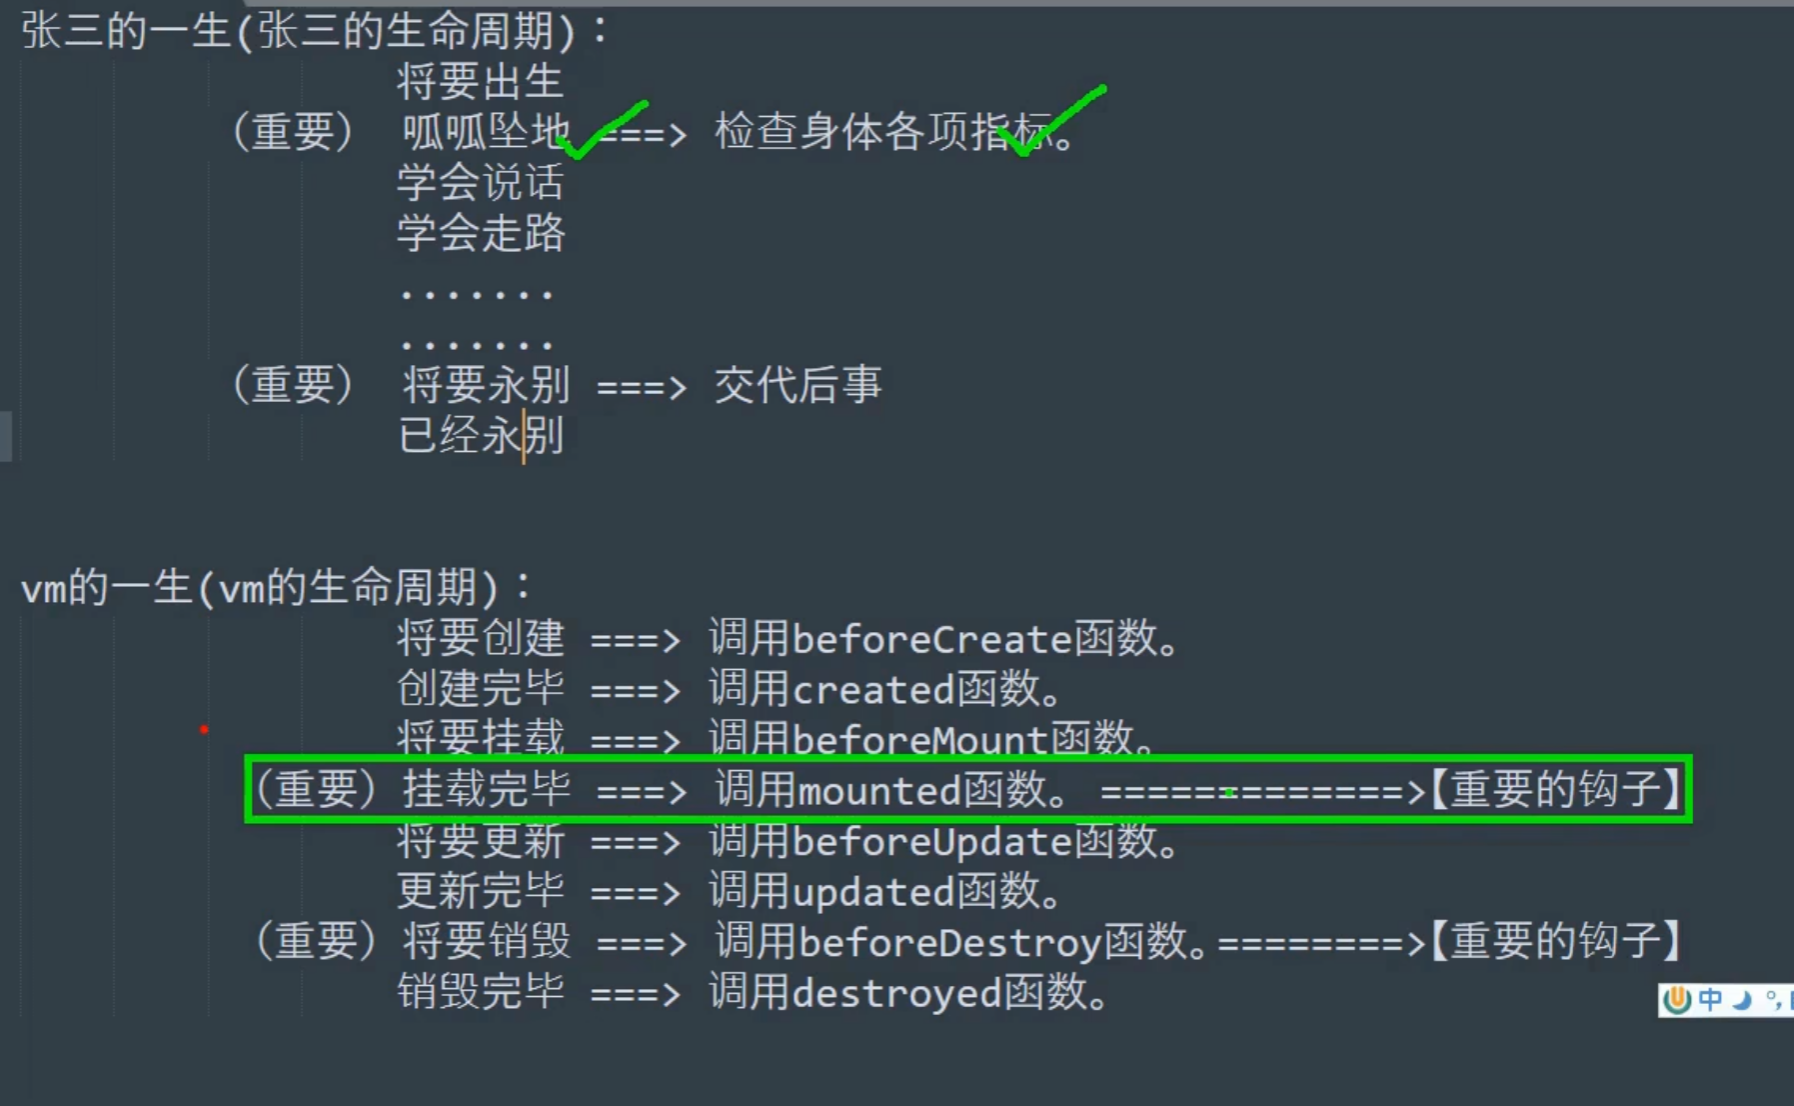 张三的一生(张三的生命周期)：
将要出生
（重要） 呱呱坠地 ===> 检查身体各项指标。
学会说话
学会走路
.......
.......
（重要） 将要永别 ===> 交代后事
已经永别
vm的一生(vm的生命周期)：
将要创建 ===> 调用beforeCreate函数。
创建完毕 ===> 调用created函数。
将要挂载 ===> 调用beforeMount函数。
（重要）挂载完毕 ===> 调用mounted函数。 =============>【重要的钩子】
将要更新 ===> 调用beforeUpdate函数。
更新完毕 ===> 调用updated函数。
（重要）将要销毁 ===> 调用beforeDestroy函数。========>【重要的钩子】
销毁完毕 ===> 调用destroyed函数。
中